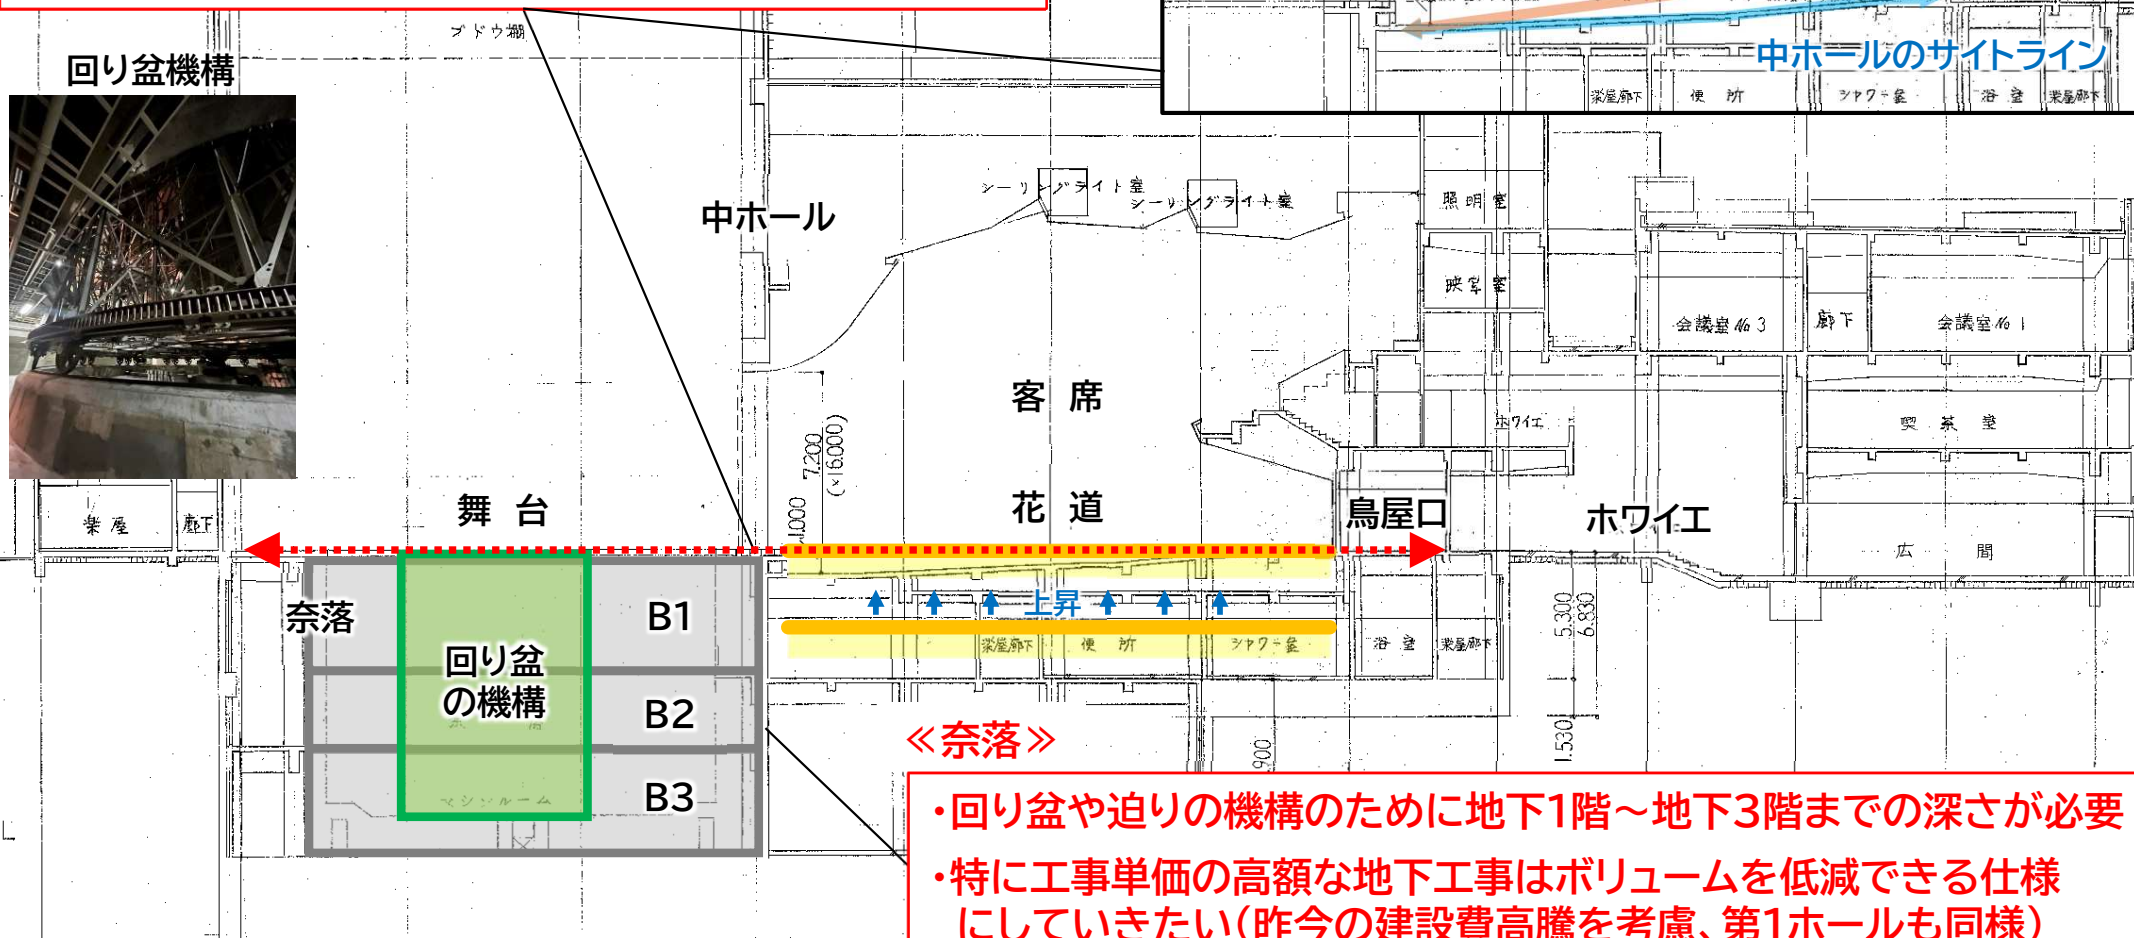 ブドウ棚
回り盆機構
中ホールのサイトライン
楽屋廊下
便所
シャワー室
浴室
楽屋廊下
中ホール
シーリングライト室
シーリングライト室
照明室
映写室
会議室№3
廊下
会議室№1
客 席
ホワイエ
喫茶室
7.200
(×16.000)
1.000
楽屋
廊下
舞 台
花 道
鳥屋口
ホワイエ
広間
奈落
B1
上昇
回り盆
の機構
楽屋廊下
便所
シャワー室
浴室
楽屋廊下
5.300
6.830
B2
1.530
900
マシンルーム
B3
≪奈落≫
・回り盆や迫りの機構のために地下1階～地下3階までの深さが必要
・特に工事単価の高額な地下工事はボリュームを低減できる仕様
にしていきたい(昨今の建設費高騰を考慮、第1ホールも同様)